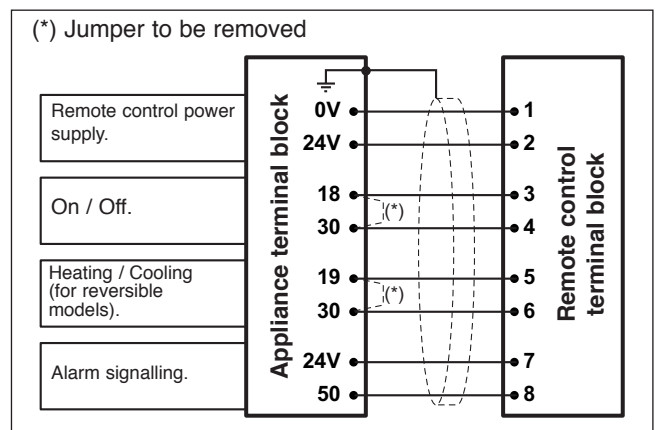 (*) Jumper to be removed
Remote control power
supply.
On / Off.
Heating / Cooling
(for reversible
models).
Alarm signalling.
Appliance terminal block
0V
24V
18
30
19
30
24V
50
(*)
(*)
1
2
3
4
5
6
7
8
Remote control
terminal block